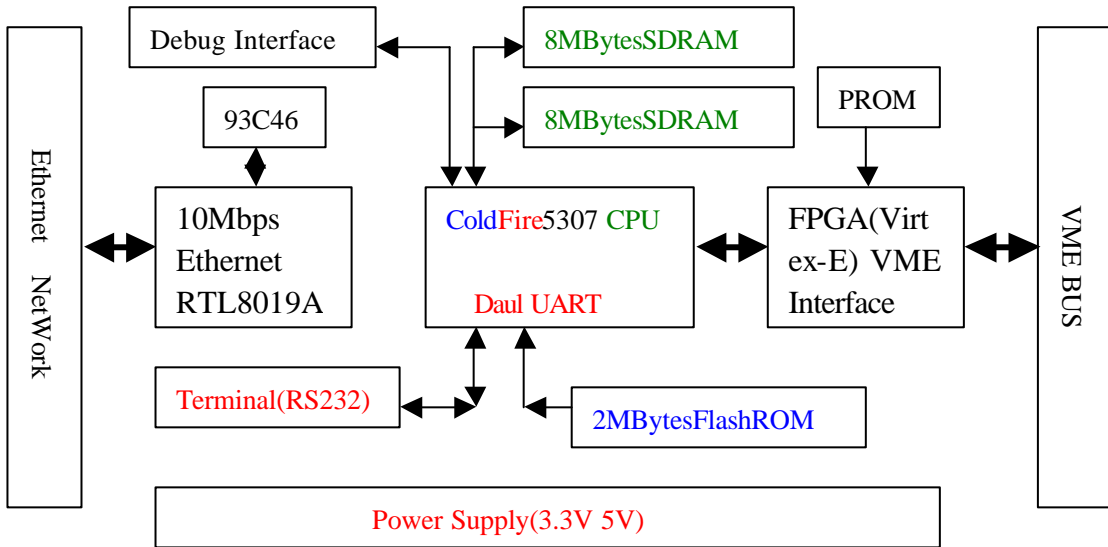 Debug Interface
8MBytesSDRAM
93C46
8MBytesSDRAM
PROM
Ethernet NetWork
10Mbps
Ethernet
RTL8019A
ColdFire5307 CPU
Daul UART
FPGA(Virt
ex-E) VME
Interface
VME BUS
Terminal(RS232)
2MBytesFlashROM
Power Supply(3.3V 5V)